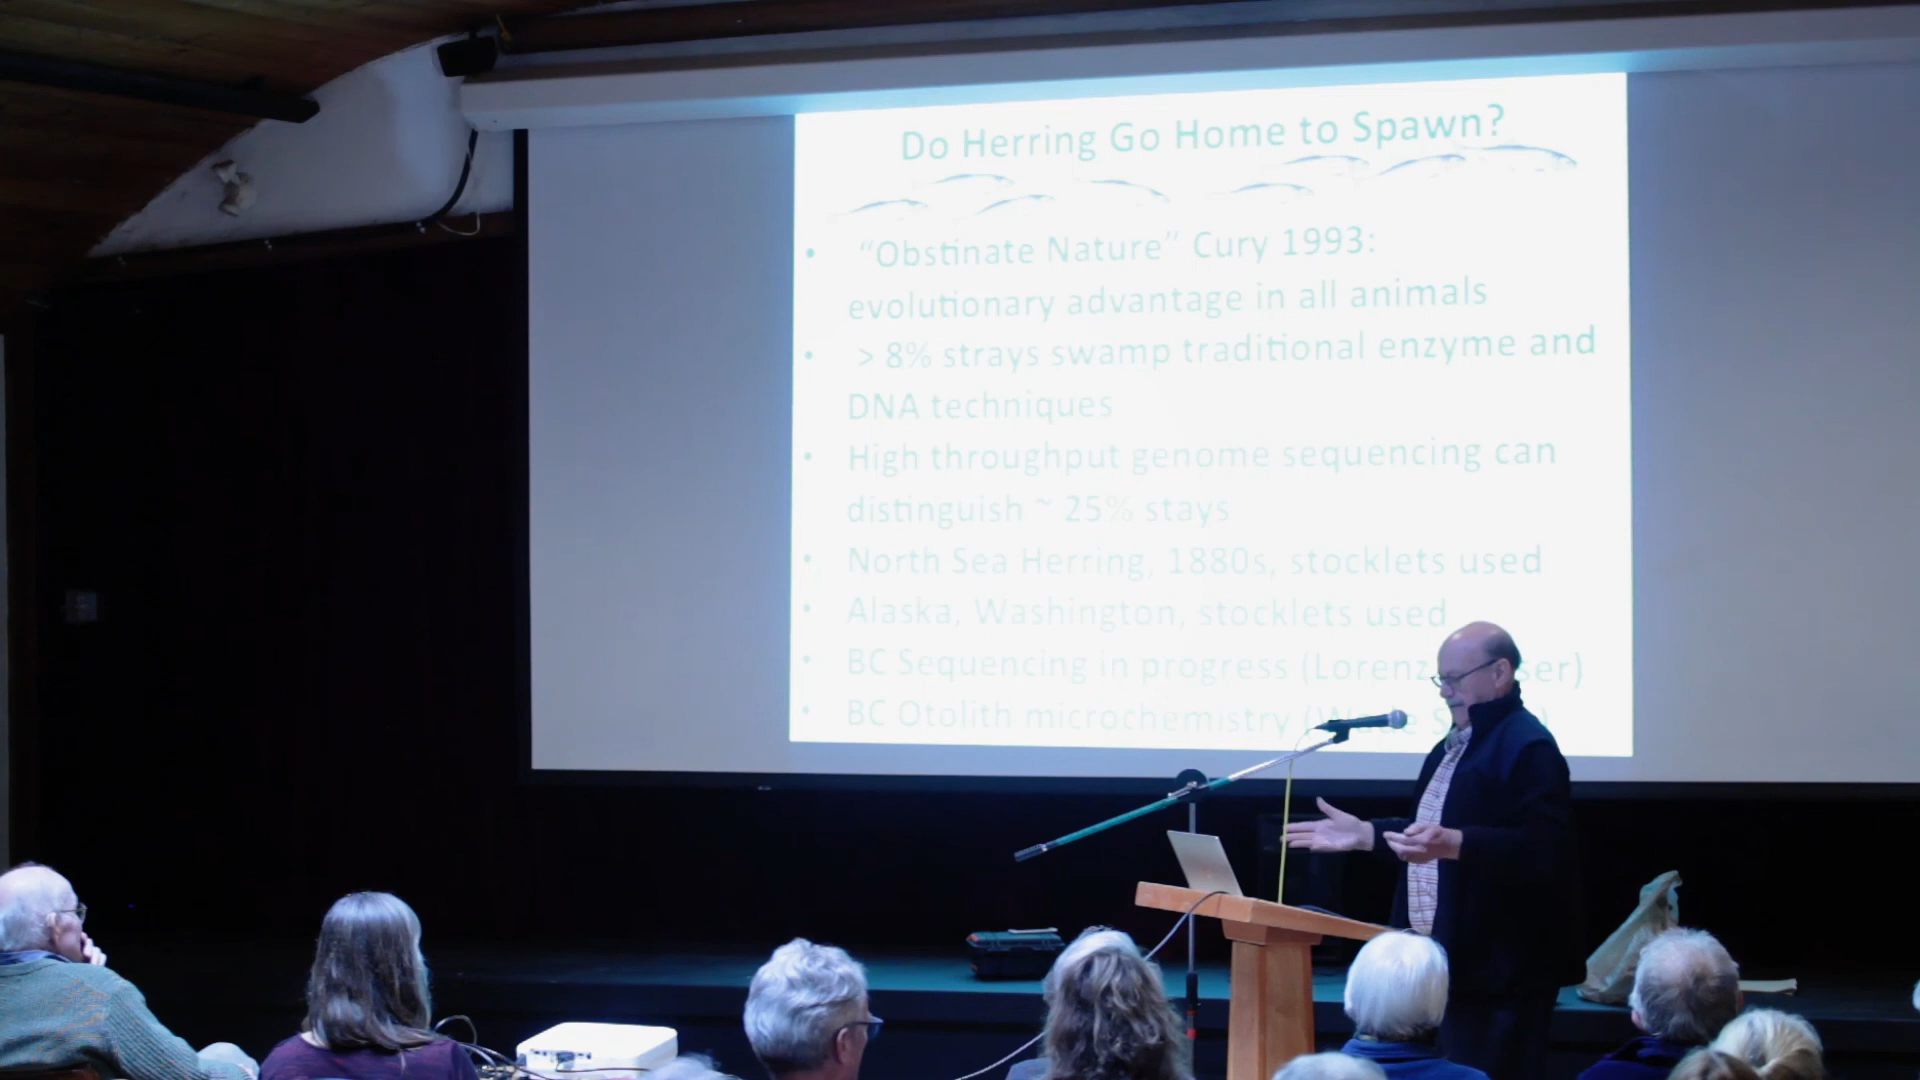 Do Herring Go Home to Spawn?
• "Obstinate Nature" Cury 1993:
evolutionary advantage in all animals
• > 8% strays swamp traditional enzyme and
DNA techniques
• High throughput genome sequencing can
distinguish ~ 25% stays
• North Sea Herring, 1880s, stocklets used
• Alaska, Washington, stocklets used
• BC Sequencing in progress (Lorenz
• BC Otolith microchemistry (Wade